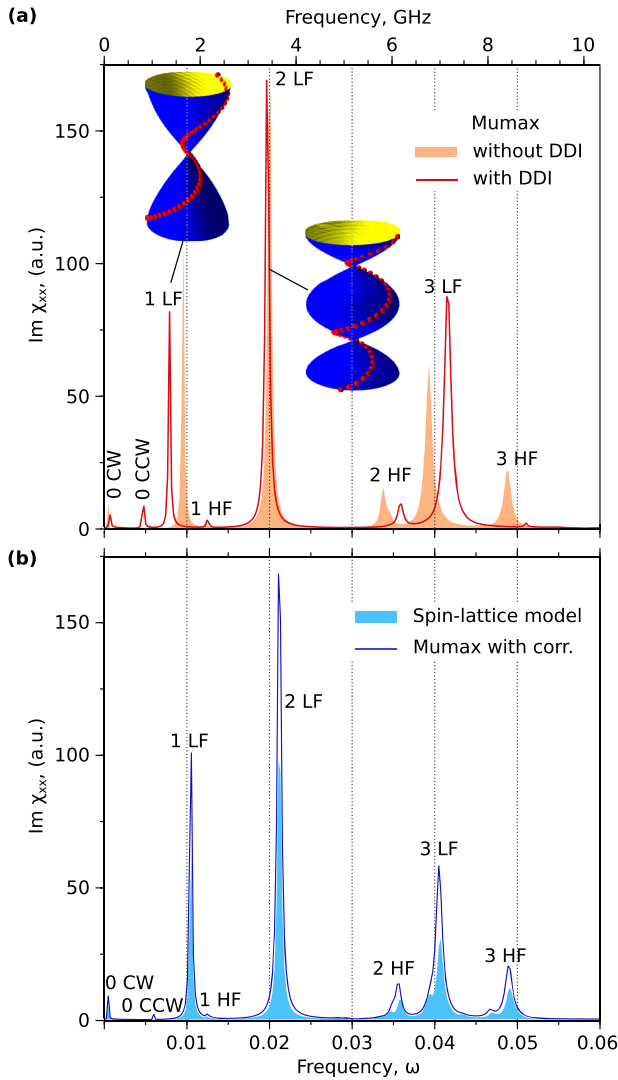 (a)
Frequency, GHz
0 2 4 6 8 10
2 LF
Mumax
without DDI
with DDI
150
100
50
0
Im χxx, (a.u.)
1 LF
3 LF
0 CW
0 CCW
1 HF
2 HF
3 HF
(b)
Spin-lattice model
Mumax with corr.
150
100
50
0
Im χxx, (a.u.)
2 LF
1 LF
3 LF
0 CW
0 CCW
1 HF
2 HF
3 HF
0.01 0.02 0.03 0.04 0.05 0.06
Frequency, ω